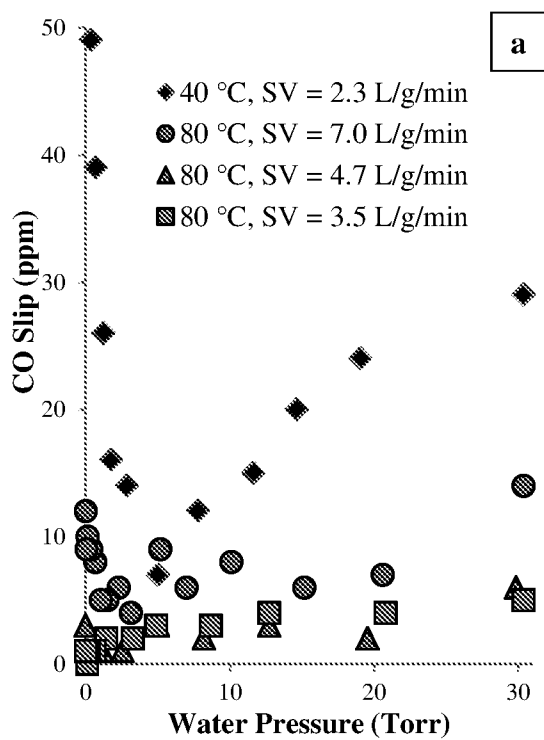 a
50
40 °C, SV = 2.3 L/g/min
80 °C, SV = 7.0 L/g/min
80 °C, SV = 4.7 L/g/min
80 °C, SV = 3.5 L/g/min
40
30
20
10
0
CO Slip (ppm)
0 10 20 30
Water Pressure (Torr)